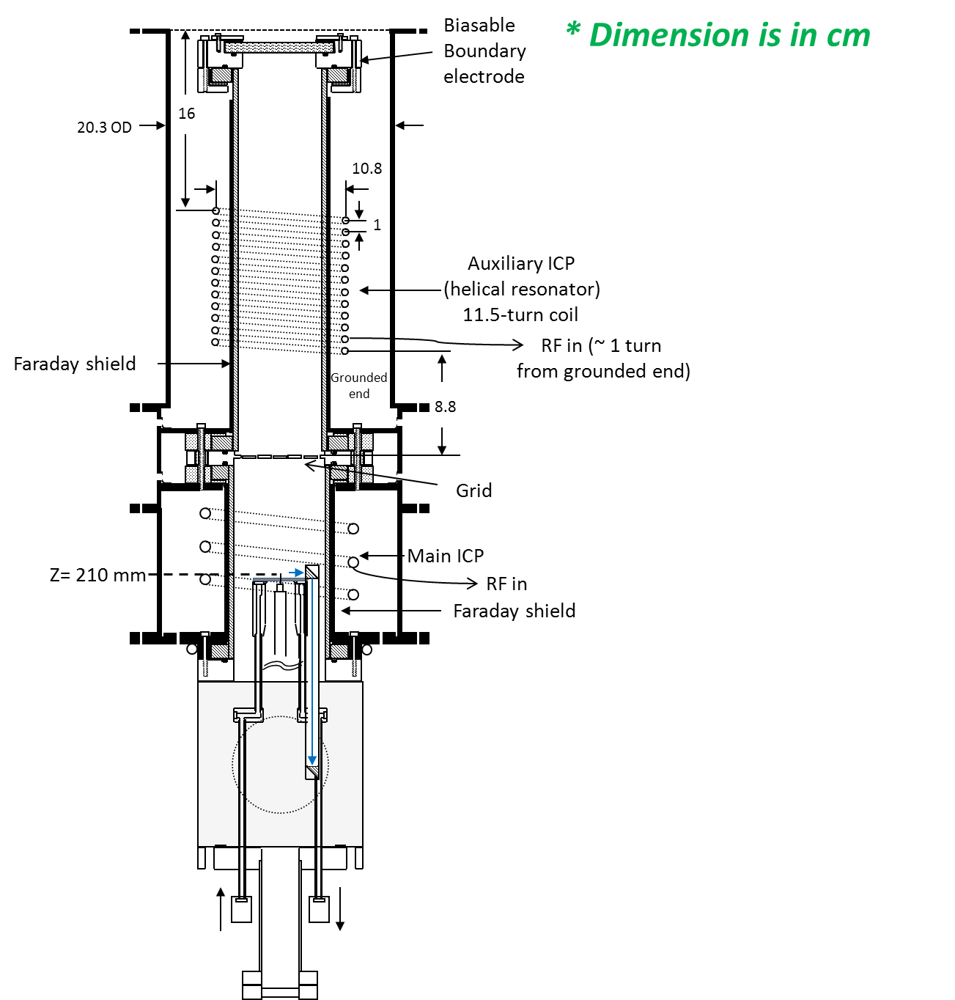 * Dimension is in cm
Biasable
Boundary
electrode
16
20.3 OD
10.8
1
Auxiliary ICP
(helical resonator)
11.5-turn coil
RF in (~ 1 turn
from grounded end)
Faraday shield
Grounded
end
8.8
Grid
Main ICP
Z= 210 mm
RF in
Faraday shield